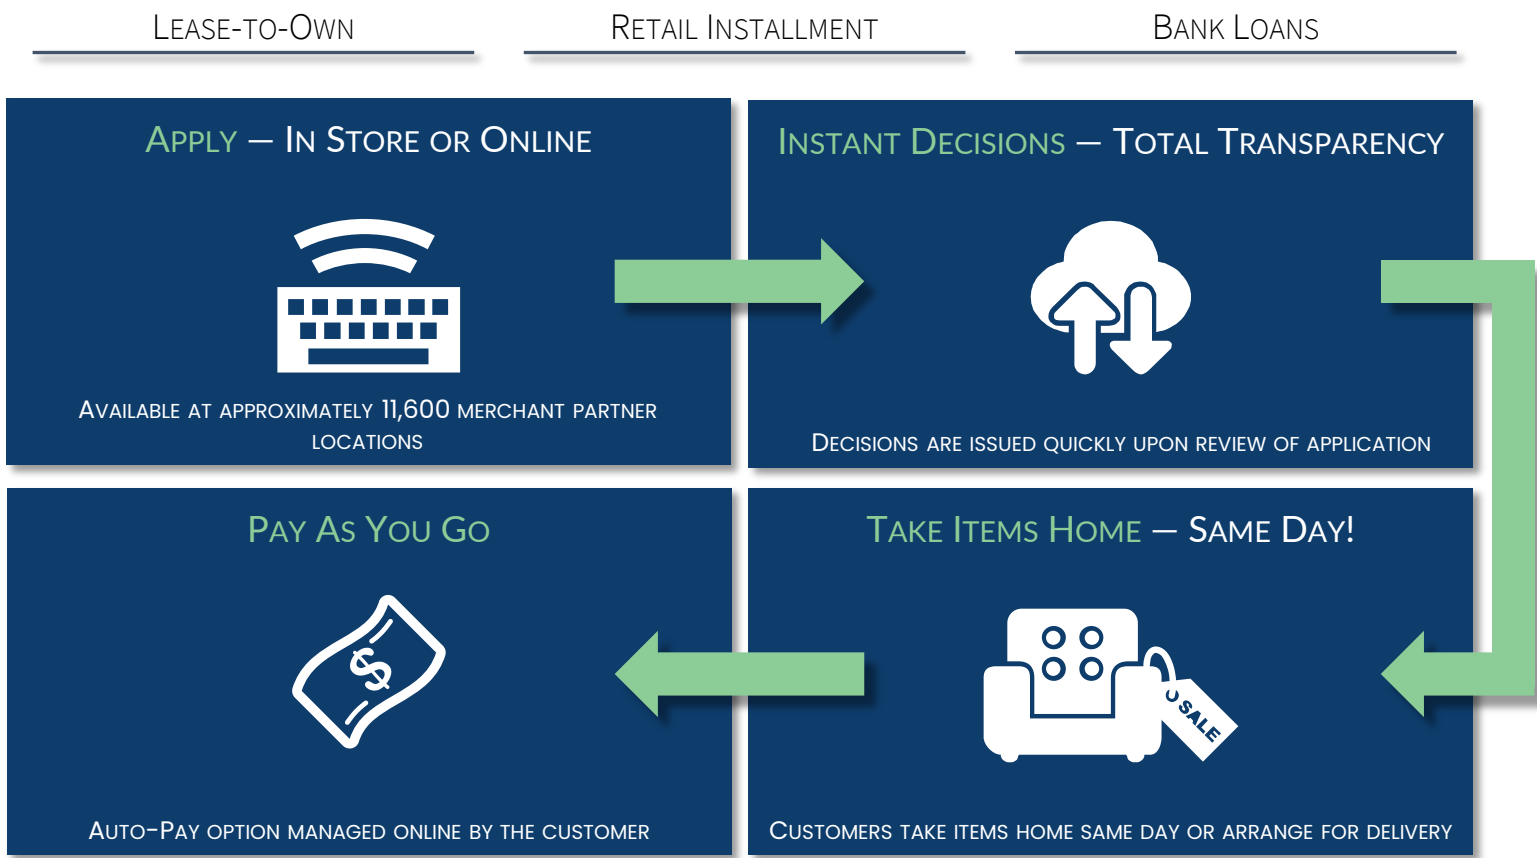 Lease-to-Own
Retail Installment
Bank Loans
Apply – In Store or Online
Available at approximately 11,600 merchant partner
locations
Instant Decisions – Total Transparency
Decisions are issued quickly upon review of application
Pay As You Go
$
Auto-Pay option managed online by the customer
Take Items Home – Same Day!
SALE
Customers take items home same day or arrange for delivery